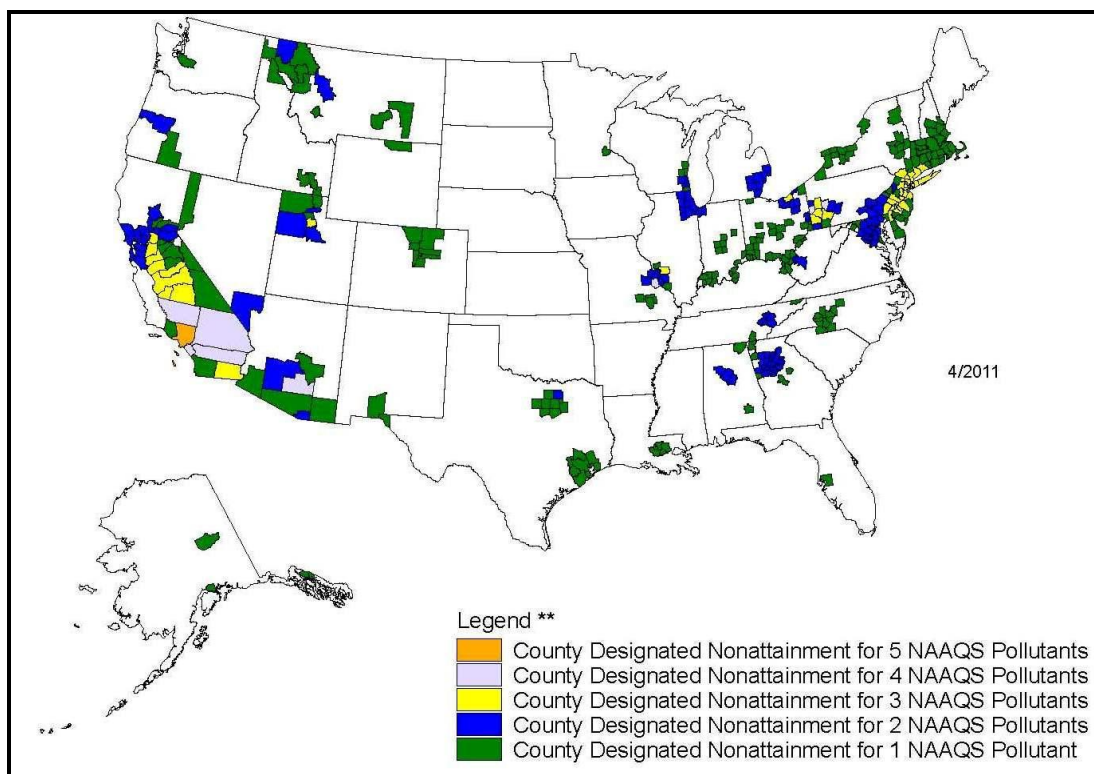 4/2011
Legend **
County Designated Nonattainment for 5 NAAQS Pollutants
County Designated Nonattainment for 4 NAAQS Pollutants
County Designated Nonattainment for 3 NAAQS Pollutants
County Designated Nonattainment for 2 NAAQS Pollutants
County Designated Nonattainment for 1 NAAQS Pollutant